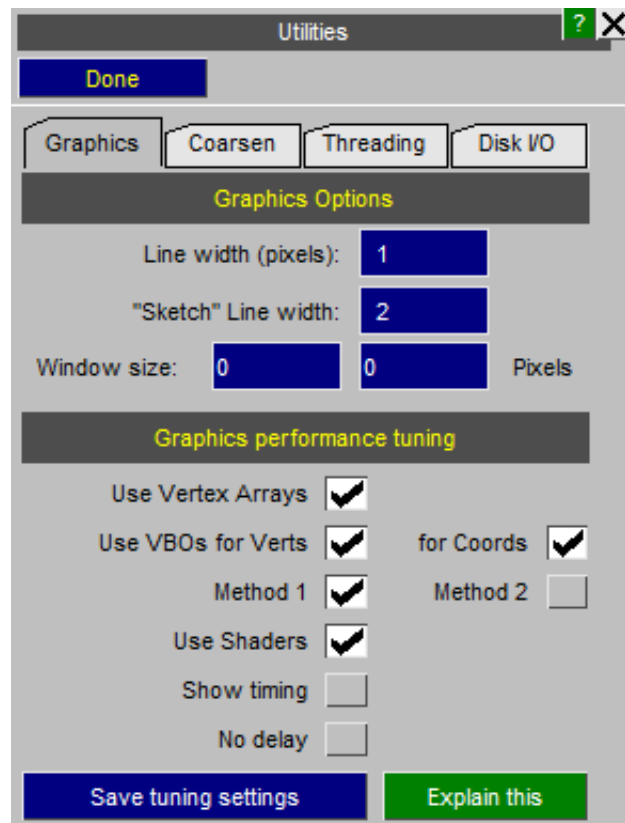 Utilities ? X
Done
Graphics Coarsen Threading Disk I/O
Graphics Options
Line width (pixels): 1
"Sketch" Line width: 2
Window size: 0 0 Pixels
Graphics performance tuning
Use Vertex Arrays
Use VBOs for Verts for Coords
Method 1 Method 2
Use Shaders
Show timing
No delay
Save tuning settings Explain this